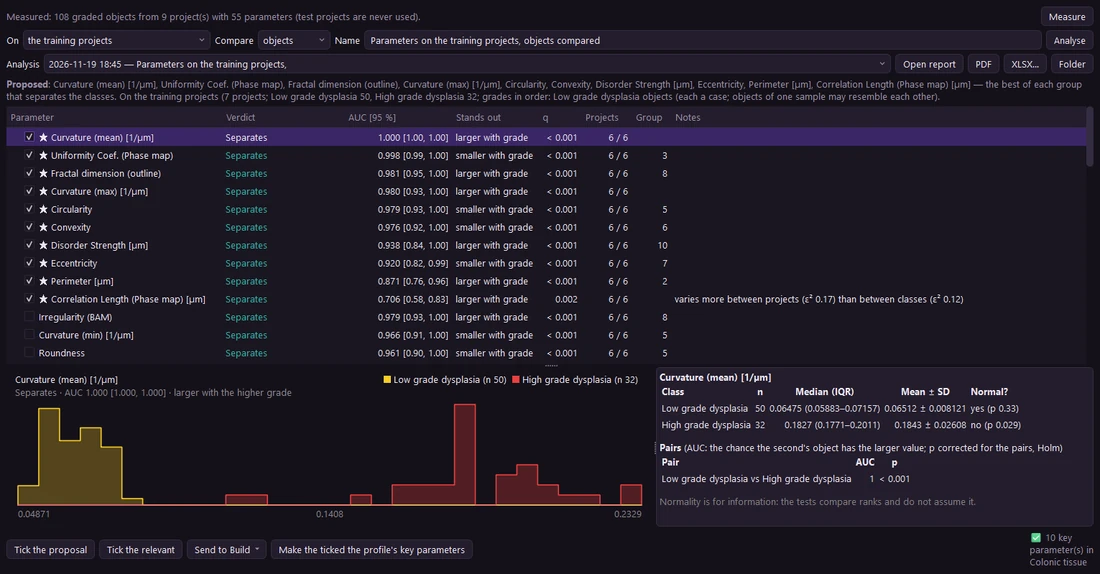 Measured: 108 graded objects from 9 project(s) with 55 parameters (test projects are never used).
Measure
On the training projects Compare objects Name Parameters on the training projects, objects compared Analyse
Analysis 2026-11-19 18:45 — Parameters on the training projects, Open report PDF XLSX... Folder
Proposed: Curvature (mean) [1/µm], Uniformity Coef. (Phase map), Fractal dimension (outline), Curvature (max) [1/µm], Circularity, Convexity, Disorder Strength [µm], Eccentricity, Perimeter [µm], Correlation Length (Phase map) [µm] — the best of each group
that separates the classes. On the training projects (7 projects; Low grade dysplasia 50, High grade dysplasia 32; grades in order: Low grade dysplasia objects (each a case; objects of one sample may resemble each other).
Parameter Verdict AUC [95 %] Stands out q Projects Group Notes
✓ ★ Curvature (mean) [1/µm] Separates 1.000 [1.00, 1.00] larger with grade < 0.001 6 / 6
✓ ★ Uniformity Coef. (Phase map) Separates 0.998 [0.99, 1.00] smaller with grade < 0.001 6 / 6 3
✓ ★ Fractal dimension (outline) Separates 0.981 [0.95, 1.00] larger with grade < 0.001 6 / 6 8
✓ ★ Curvature (max) [1/µm] Separates 0.980 [0.93, 1.00] larger with grade < 0.001 6 / 6
✓ ★ Circularity Separates 0.979 [0.93, 1.00] smaller with grade < 0.001 6 / 6 5
✓ ★ Convexity Separates 0.976 [0.92, 1.00] smaller with grade < 0.001 6 / 6 6
✓ ★ Disorder Strength [µm] Separates 0.938 [0.84, 1.00] larger with grade < 0.001 6 / 6 10
✓ ★ Eccentricity Separates 0.920 [0.82, 0.99] smaller with grade < 0.001 6 / 6 7
✓ ★ Perimeter [µm] Separates 0.871 [0.76, 0.96] larger with grade < 0.001 6 / 6 2
✓ ★ Correlation Length (Phase map) [µm] Separates 0.706 [0.58, 0.83] larger with grade 0.002 6 / 6 varies more between projects (ε² 0.17) than between classes (ε² 0.12)
Irregularity (BAM) Separates 0.979 [0.93, 1.00] larger with grade < 0.001 6 / 6 8
Curvature (min) [1/µm] Separates 0.966 [0.91, 1.00] smaller with grade < 0.001 6 / 6 5
Roundness Separates 0.961 [0.90, 1.00] smaller with grade < 0.001 6 / 6 5
Curvature (mean) [1/µm] Low grade dysplasia (n 50) High grade dysplasia (n 32)
Separates · AUC 1.000 [1.000, 1.000] · larger with the higher grade
0.04871 0.1408 0.2329
Curvature (mean) [1/µm]
Class n Median (IQR) Mean ± SD Normal?
Low grade dysplasia 50 0.06475 (0.05883–0.07157) 0.06512 ± 0.008121 yes (p 0.33)
High grade dysplasia 32 0.1827 (0.1771–0.2011) 0.1843 ± 0.02608 no (p 0.029)
Pairs (AUC: the chance the second's object has the larger value; p corrected for the pairs, Holm)
Pair AUC p
Low grade dysplasia vs High grade dysplasia 1 < 0.001
Normality is for information: the tests compare ranks and do not assume it.
Tick the proposal Tick the relevant Send to Build Make the ticked the profile's key parameters
✅ 10 key
parameter(s) in
Colonic tissue